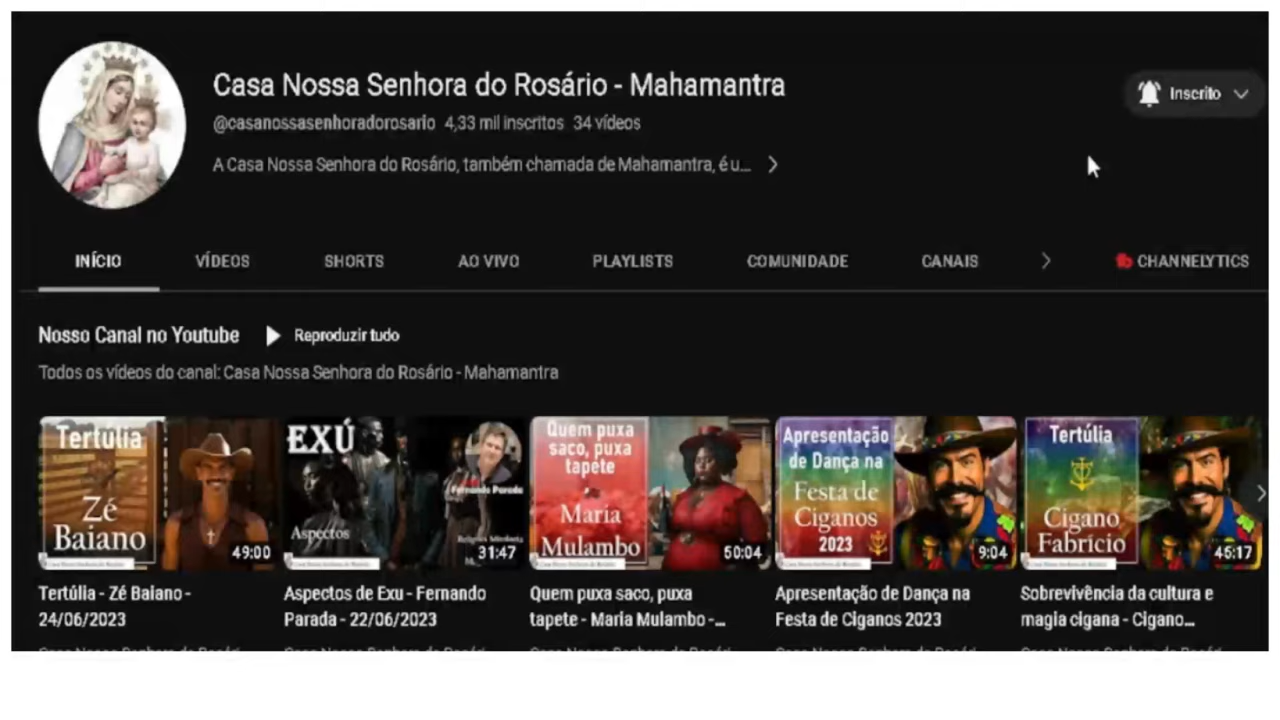 Casa Nossa Senhora do Rosário - Mahamantra
Inscrito
@casanossasenhoradorosario 4,33 mil inscritos 34 vídeos
A Casa Nossa Senhora do Rosário, também chamada de Mahamantra, é u...
INÍCIO VÍDEOS SHORTS AO VIVO PLAYLISTS COMUNIDADE CANAIS CHANNELYTICS
Nosso Canal no Youtube Reproduzir tudo
Todos os vídeos do canal: Casa Nossa Senhora do Rosário - Mahamantra
Tertúlia
Zé
Baiano
49:00
EXÚ
Fernando Parada
Aspectos
31:47
Quem puxa
saco, puxa
tapete
Maria
Mulambo
50:04
Apresentação
de Dança na
Festa de
Ciganos
2023
9:04
Tertúlia
Cigano
Fabrício
45:17
Tertúlia - Zé Baiano -
24/06/2023
Aspectos de Exu - Fernando
Parada - 22/06/2023
Quem puxa saco, puxa
tapete - Maria Mulambo -...
Apresentação de Dança na
Festa de Ciganos 2023
Sobrevivência da cultura e
magia cigana - Cigano...